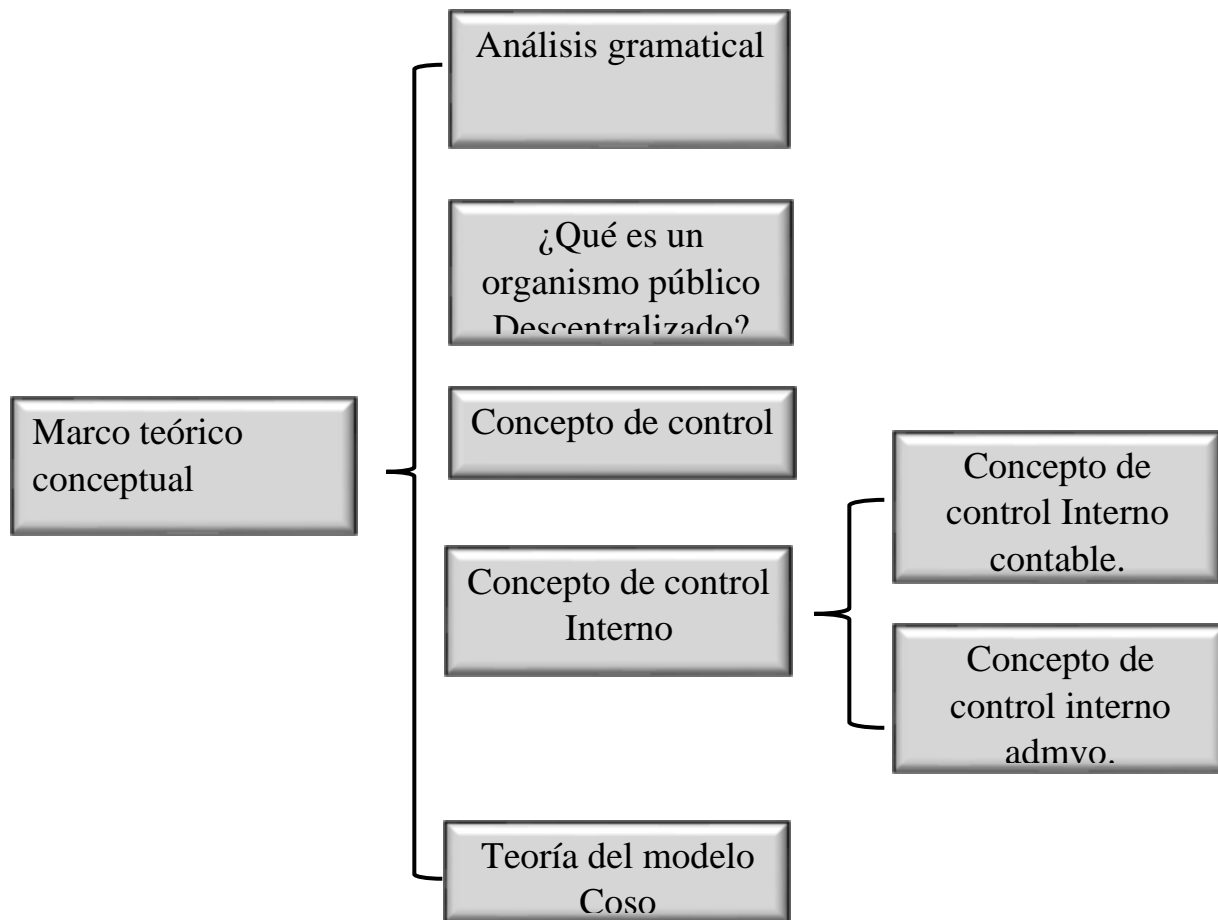 Análisis gramatical
¿Qué es un
organismo público
Descentralizado?
Marco teórico
conceptual
Concepto de control
Concepto de control
Interno
Concepto de
control Interno
contable.
Concepto de
control interno
admvo.
Teoría del modelo
Coso